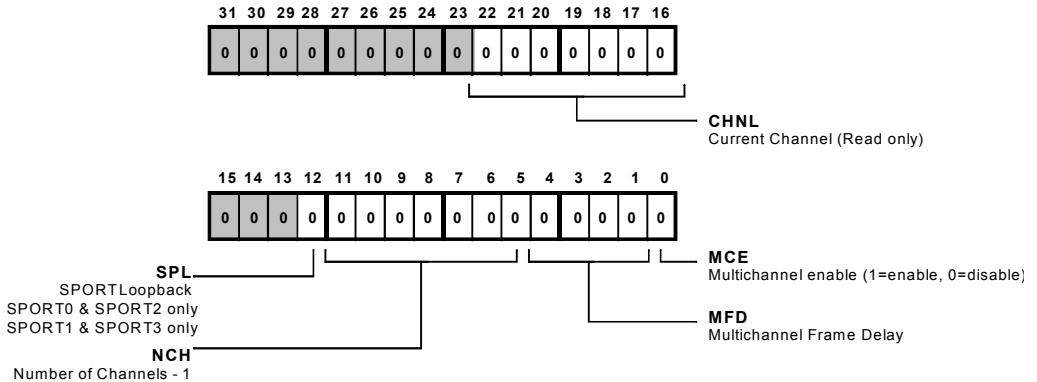 31 30 29 28 27 26 25 24 23 22 21 20 19 18 17 16
0 0 0 0 0 0 0 0 0 0 0 0 0 0 0 0
CHNL
Current Channel (Read only)
15 14 13 12 11 10 9 8 7 6 5 4 3 2 1 0
0 0 0 0 0 0 0 0 0 0 0 0 0 0 0 0
SPL
SPORT Loopback
SPORT0 & SPORT2 only
SPORT1 & SPORT3 only
NCH
Number of Channels - 1
MCE
Multichannel enable (1=enable, 0=disable)
MFD
Multichannel Frame Delay